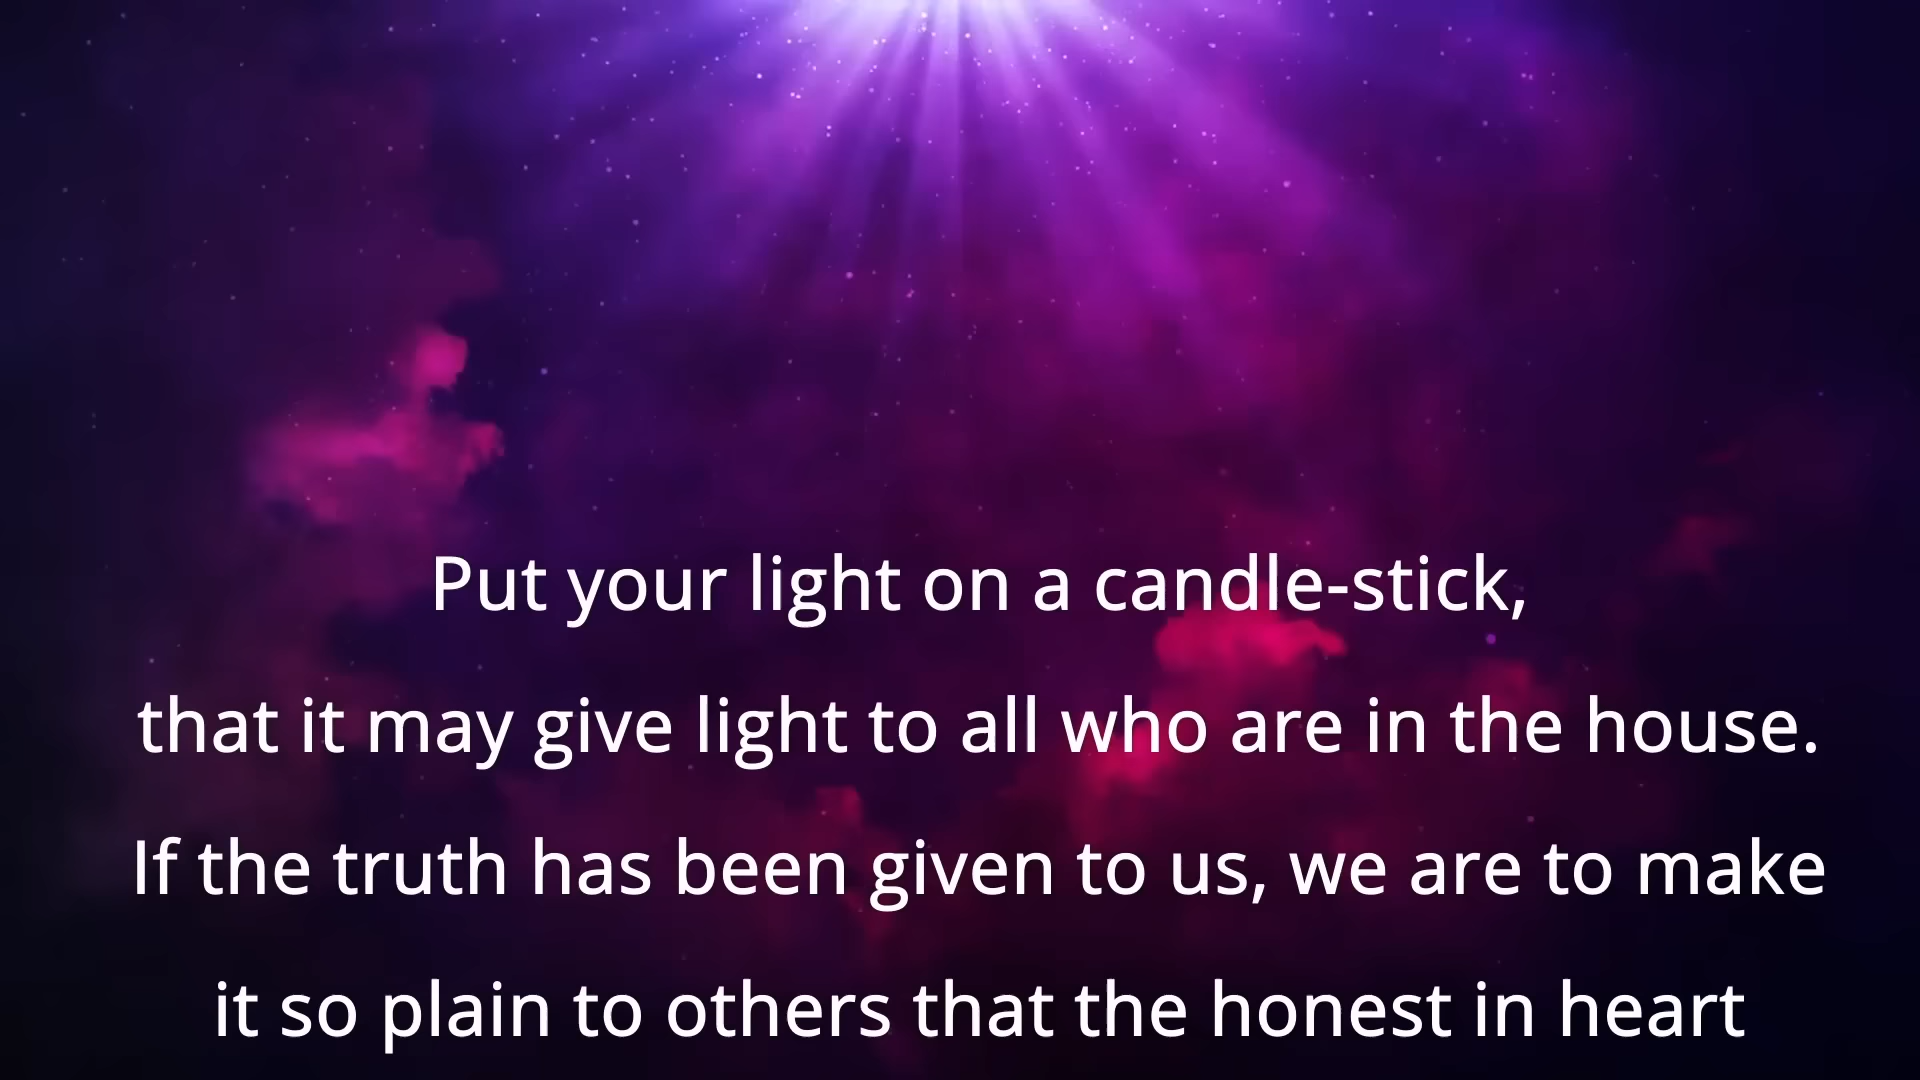 Put your light on a candle-stick,
that it may give light to all who are in the house.
If the truth has been given to us, we are to make
it so plain to others that the honest in heart